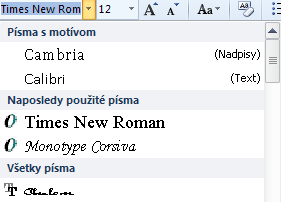 Times New Rom 12 A A Aa
Písma s motívom
Cambria (Nadpisy)
Calibri (Text)
Naposledy použité písma
Times New Roman
Monotype Corsiva
Všetky písma